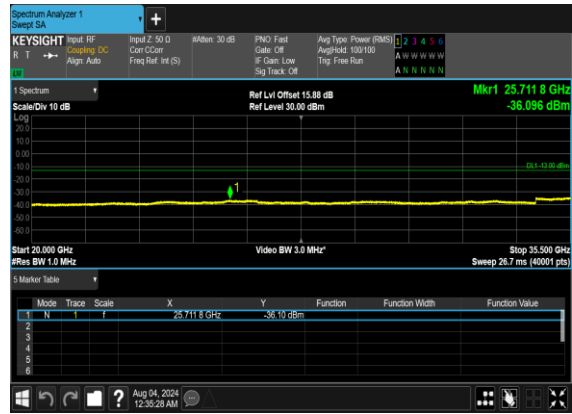 Spectrum Analyzer 1
Swept SA
+
KEYSIGHT Input: RF Input Z: 50 Ω #Atten: 30 dB PNO: Fast Avg Type: Power (RMS) 1 2 3 4 5 6
R T Coupling: DC Corr CCorr Gate: Off Avg|Hold: 100/100 A W W W W W
Align: Auto Freq Ref: Int (S) IF Gain: Low Trig: Free Run
Sig Track: Off A N N N N N
1 Spectrum Ref Lvl Offset 15.88 dB Mkr1 25.711 8 GHz
Scale/Div 10 dB Ref Level 30.00 dBm -36.096 dBm
Log
20.0
10.0
0.00
-10.0 DL1 -13.00 dBm
-20.0
-30.0 1
-40.0
-50.0
-60.0
Start 20.000 GHz Video BW 3.0 MHz* Stop 35.500 GHz
#Res BW 1.0 MHz Sweep 26.7 ms (40001 pts)
5 Marker Table
Mode Trace Scale X Y Function Function Width Function Value
1 N 1 f 25.711 8 GHz -36.10 dBm
2
3
4
5
6
? Aug 04, 2024
12:35:28 AM